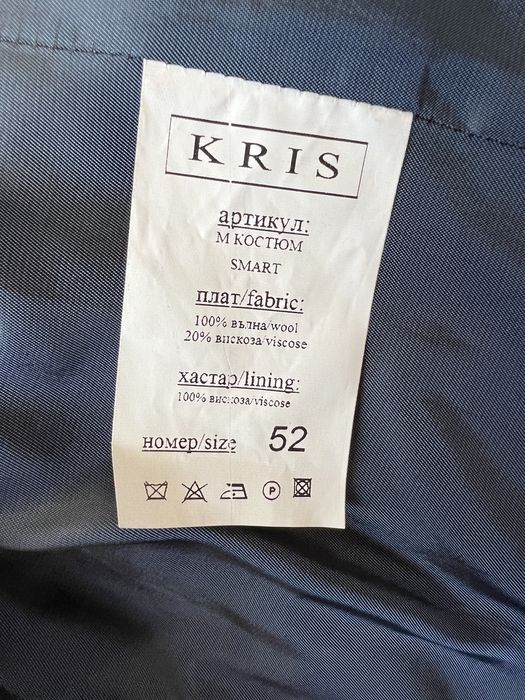 KRIS
артикул:
М КОСТЮМ
SMART
плат/fabric:
100% вълна/wool
20% вискоза/viscose
хастар/lining:
100% вискоза/viscose
номер/size 52
P